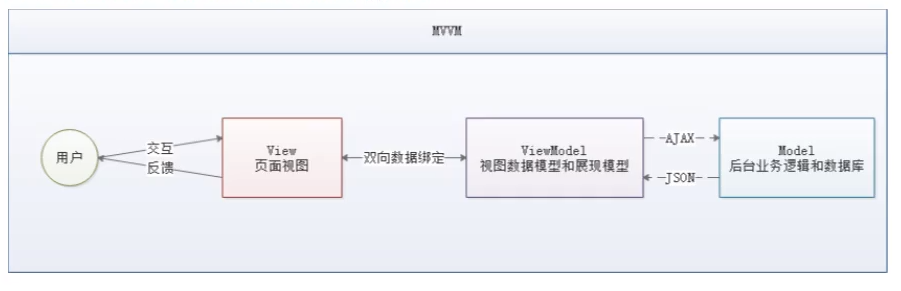 MVVM
用户
交互
反馈
View
页面视图
双向数据绑定
ViewModel
视图数据模型和展现模型
AJAX
JSON
Model
后台业务逻辑和数据库